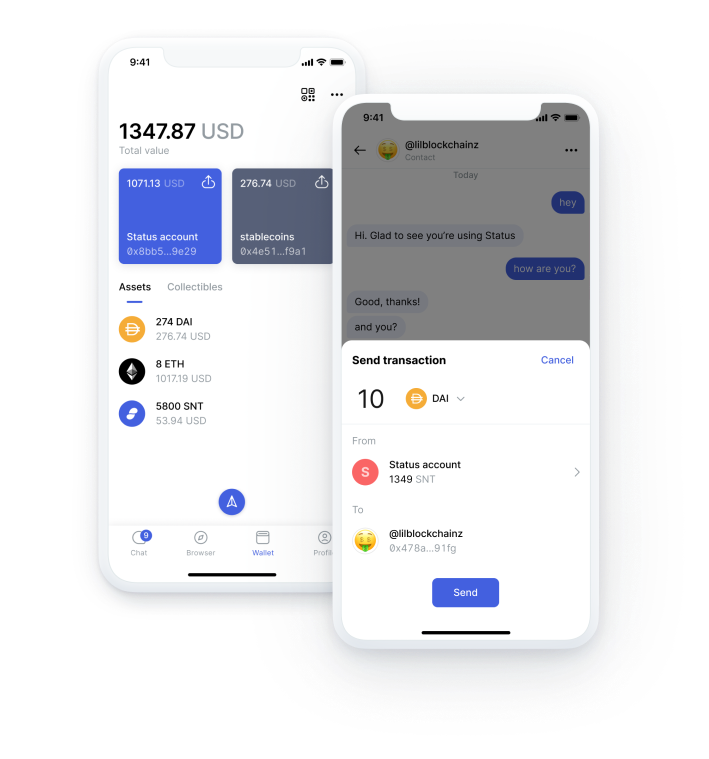 9:41
1347.87 USD
Total value
1071.13 USD
Status account
0x8bb5...9e29
276.74 USD
stablecoins
0x4e51...f9a1
Assets
Collectibles
274 DAI
276.74 USD
8 ETH
1017.19 USD
5800 SNT
53.94 USD
9
Chat
Browser
Wallet
9:41
@lilblockchainz
Contact
Today
hey
Hi. Glad to see you're using Status
how are you?
Good, thanks!
and you?
Send transaction
Cancel
10
DAI
From
S
Status account
1349 SNT
To
@lilblockchainz
0x478a...91fg
Send